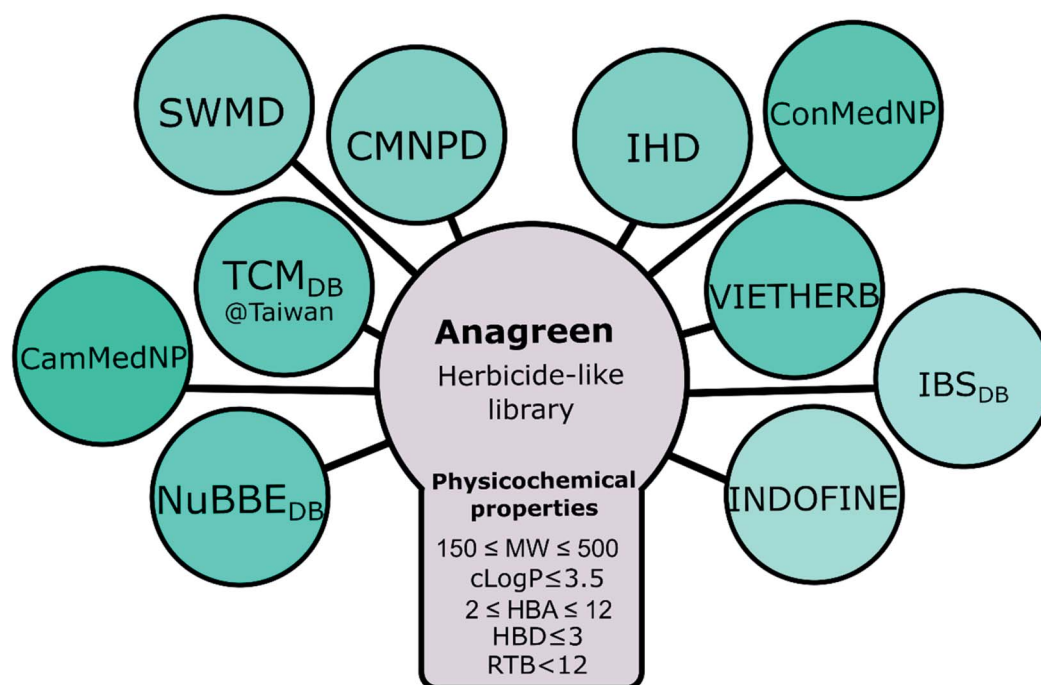 SWMD
CMNPD
IHD
ConMedNP
TCMDB
@Taiwan
VIETHERB
CamMedNP
IBSDB
NuBBEDB
INDOFINE
Anagreen
Herbicide-like
library
Physicochemical
properties
150 ≤ MW ≤ 500
cLogP≤3.5
2 ≤ HBA ≤ 12
HBD≤3
RTB<12